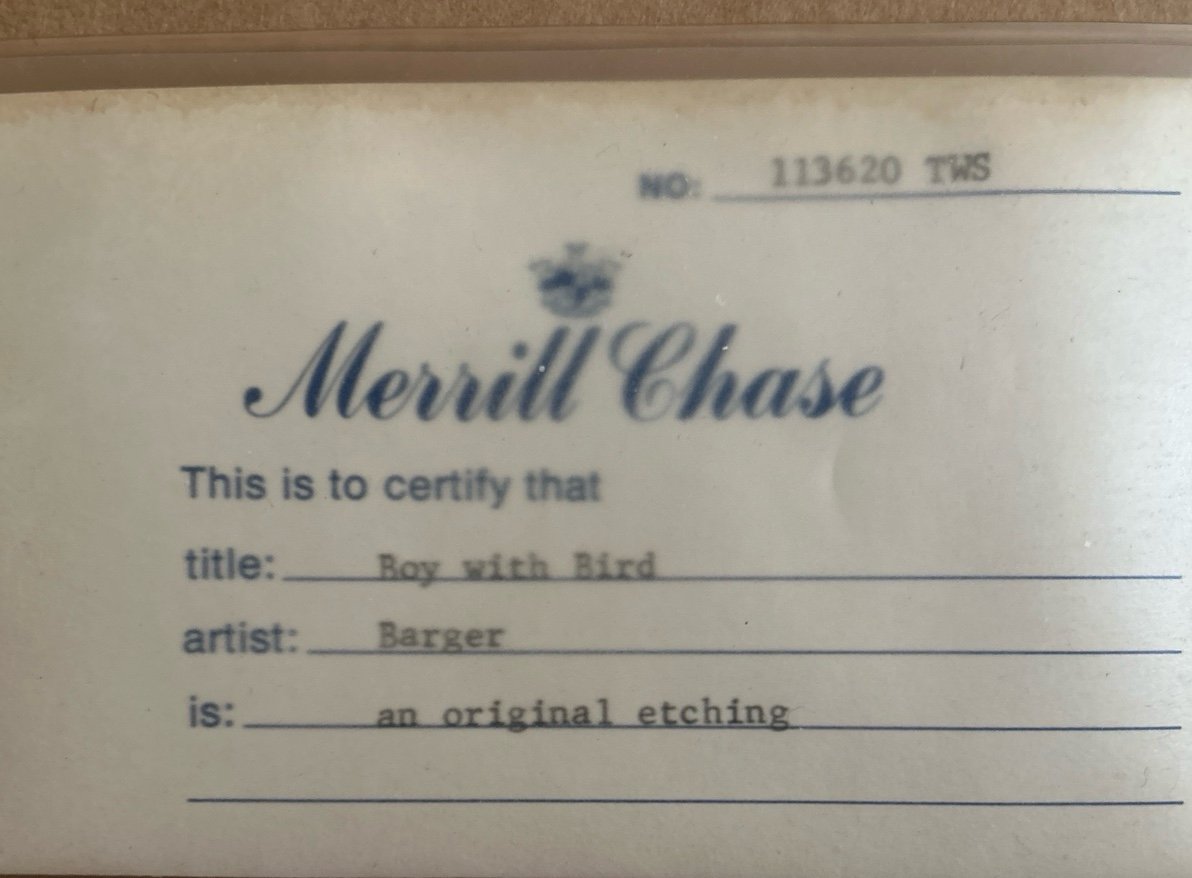 NO: 113620 TWS
Merrill Chase
This is to certify that
title: Boy with Bird
artist: Barger
is: an original etching